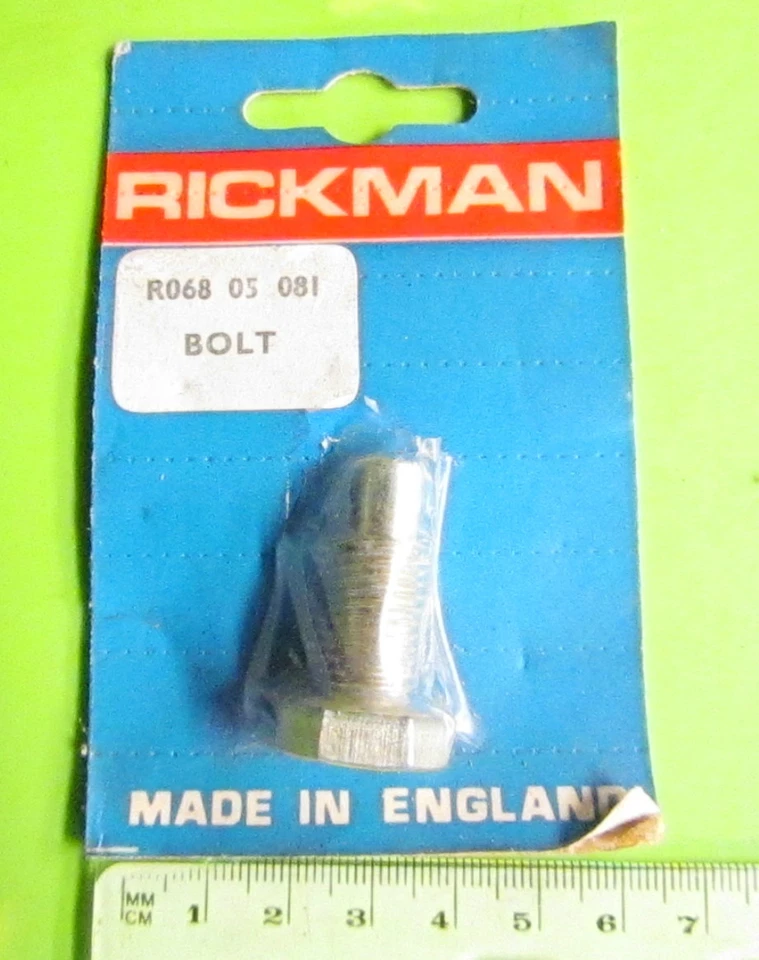 RICKMAN
R068 05 081
BOLT
MADE IN ENGLAND
MM
CM 1 2 3 4 5 6 7